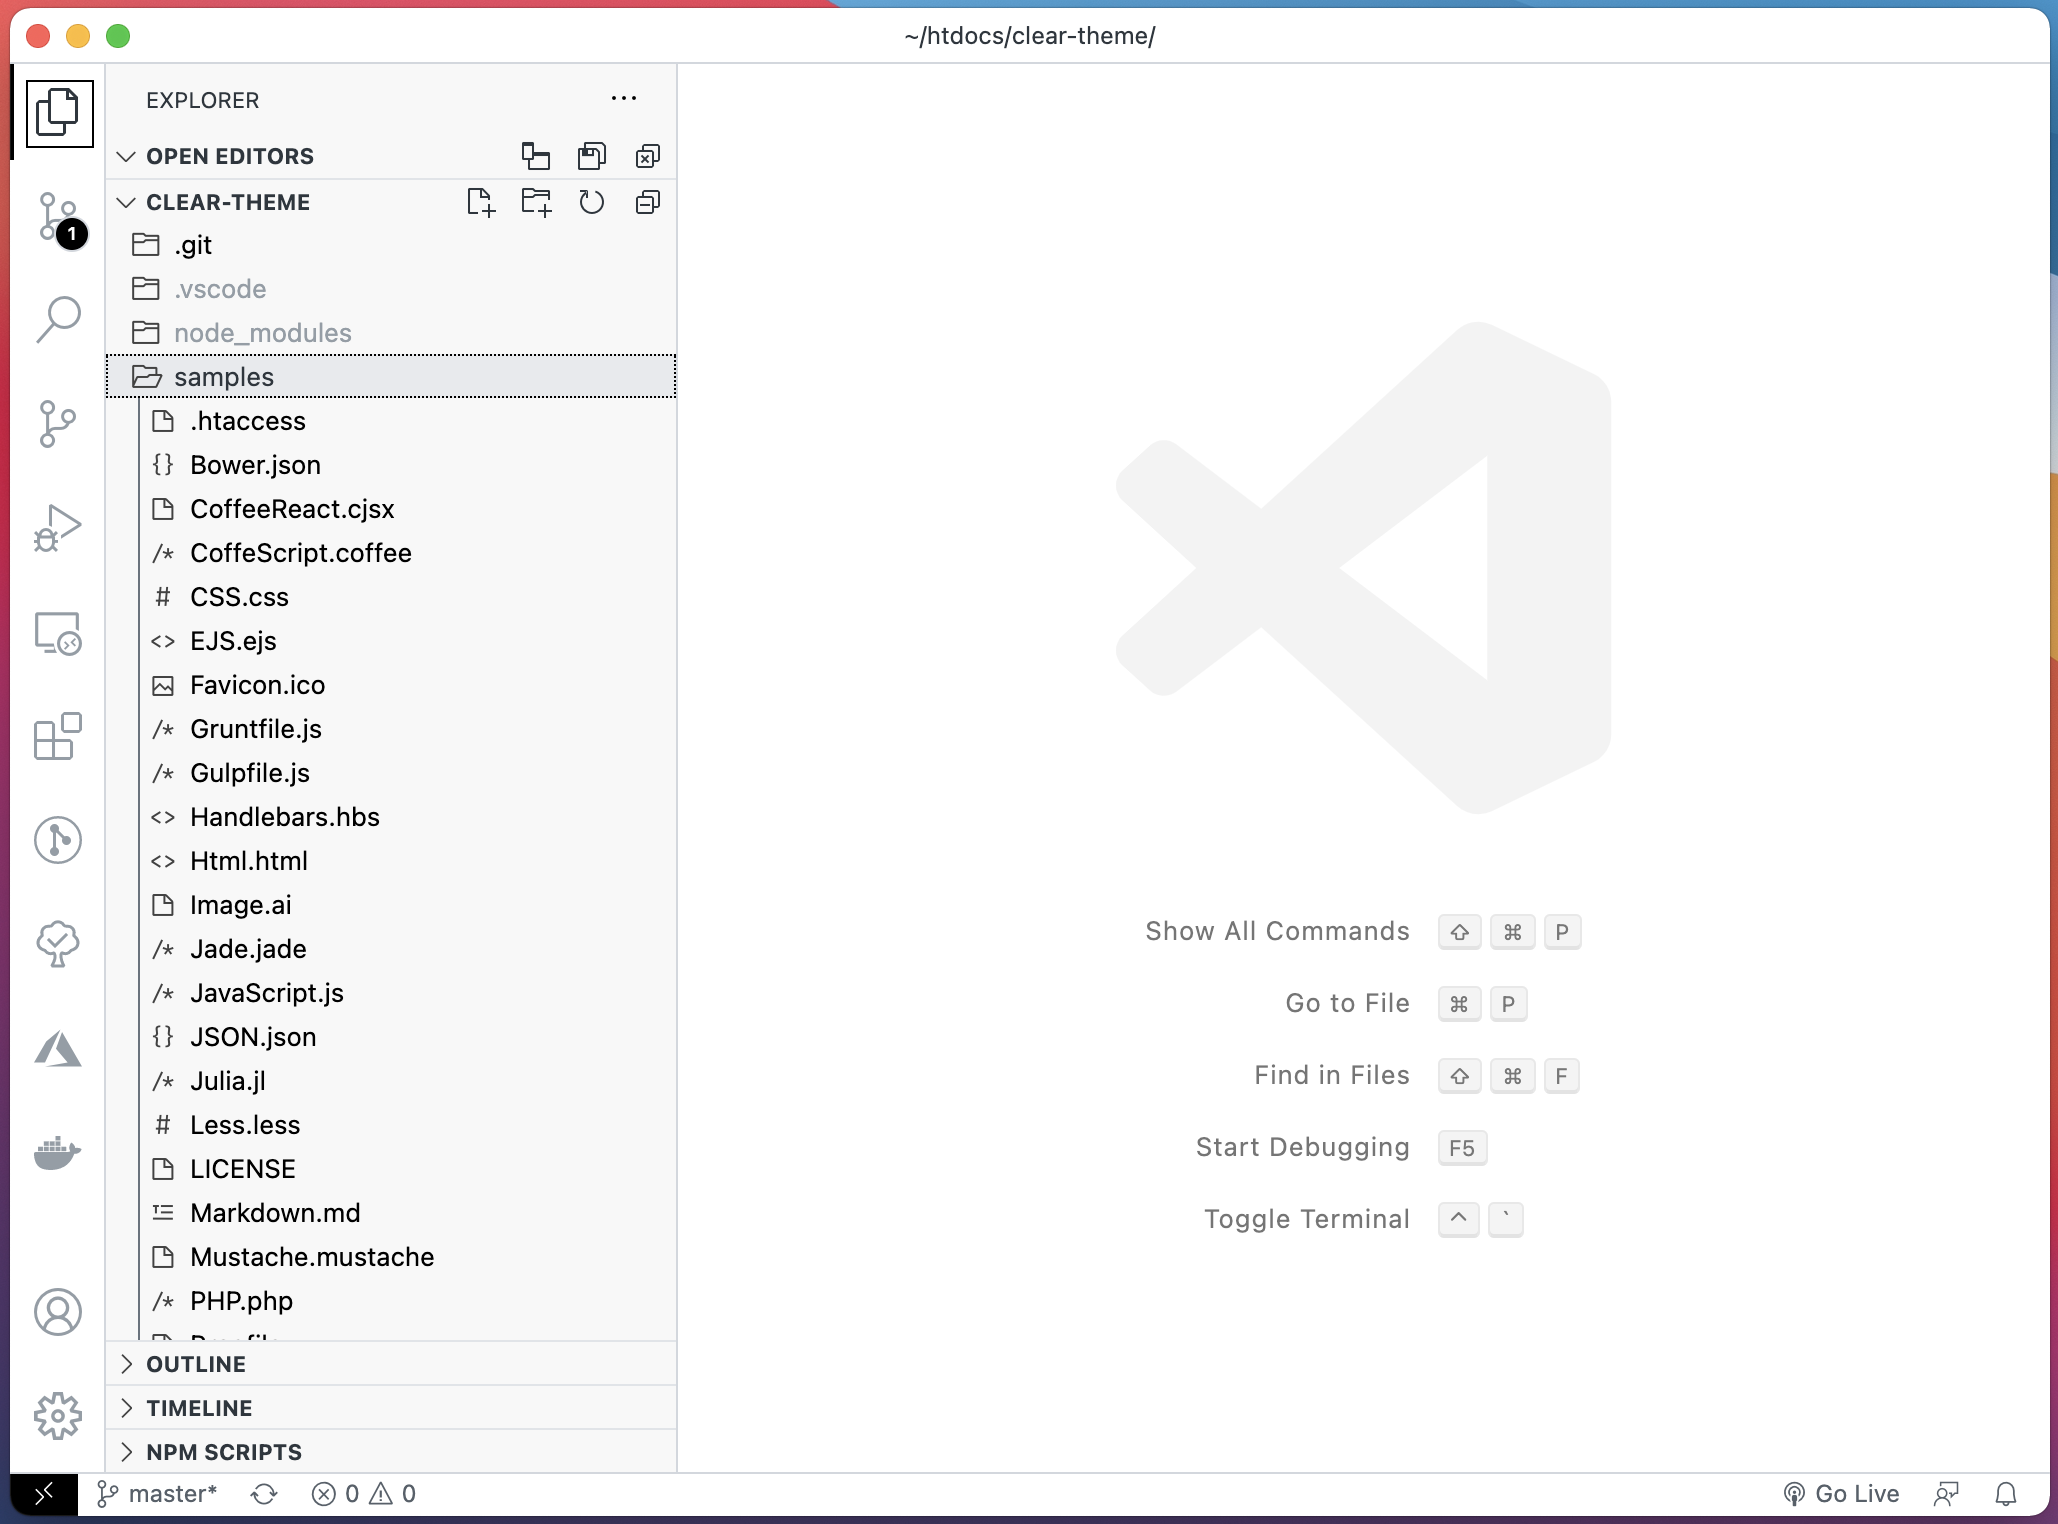 ~/htdocs/clear-theme/
EXPLORER
OPEN EDITORS
CLEAR-THEME
1
.git
.vscode
node_modules
samples
.htaccess
{} Bower.json
CoffeeReact.cjsx
/* CoffeScript.coffee
# CSS.css
<> EJS.ejs
Favicon.ico
/* Gruntfile.js
/* Gulpfile.js
<> Handlebars.hbs
<> Html.html
Image.ai
/* Jade.jade
/* JavaScript.js
{} JSON.json
/* Julia.jl
# Less.less
LICENSE
Markdown.md
Mustache.mustache
/* PHP.php
OUTLINE
TIMELINE
NPM SCRIPTS
Show All Commands ⇧ ⌘ P
Go to File ⌘ P
Find in Files ⇧ ⌘ F
Start Debugging F5
Toggle Terminal ^ `
master* 0 0 Go Live